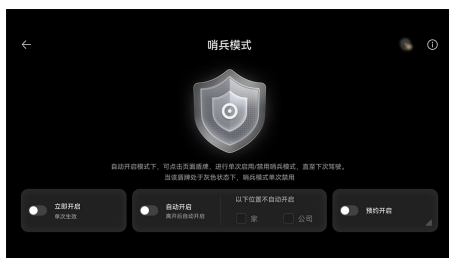 哨兵模式
自动开启模式下，可点击页面盾牌，进行单次启用/禁用哨兵模式，直至下次驾驶。
当该盾牌处于灰色状态下，哨兵模式单次禁用
立即开启
单次生效
自动开启
离开后自动开启
以下位置不自动开启
家
公司
预约开启